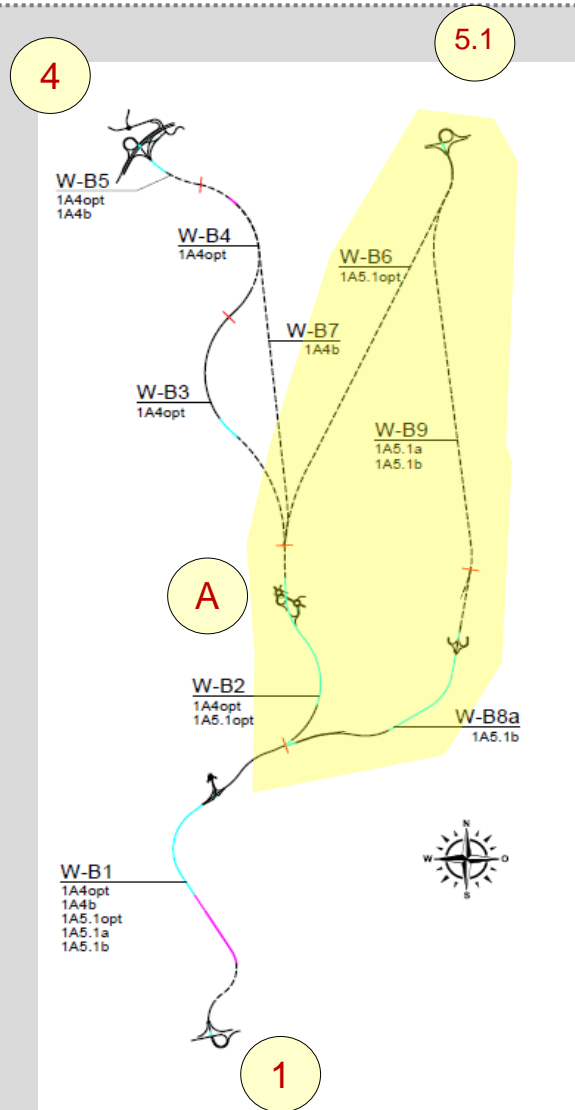 5.1
4
W-B5
1A4opt
1A4b
W-B4
1A4opt
W-B6
1A5.1opt
W-B7
1A4b
W-B3
1A4opt
W-B9
1A5.1a
1A5.1b
A
W-B2
1A4opt
1A5.1opt
W-B8a
1A5.1b
N
W
O
S
W-B1
1A4opt
1A4b
1A5.1opt
1A5.1a
1A5.1b
1